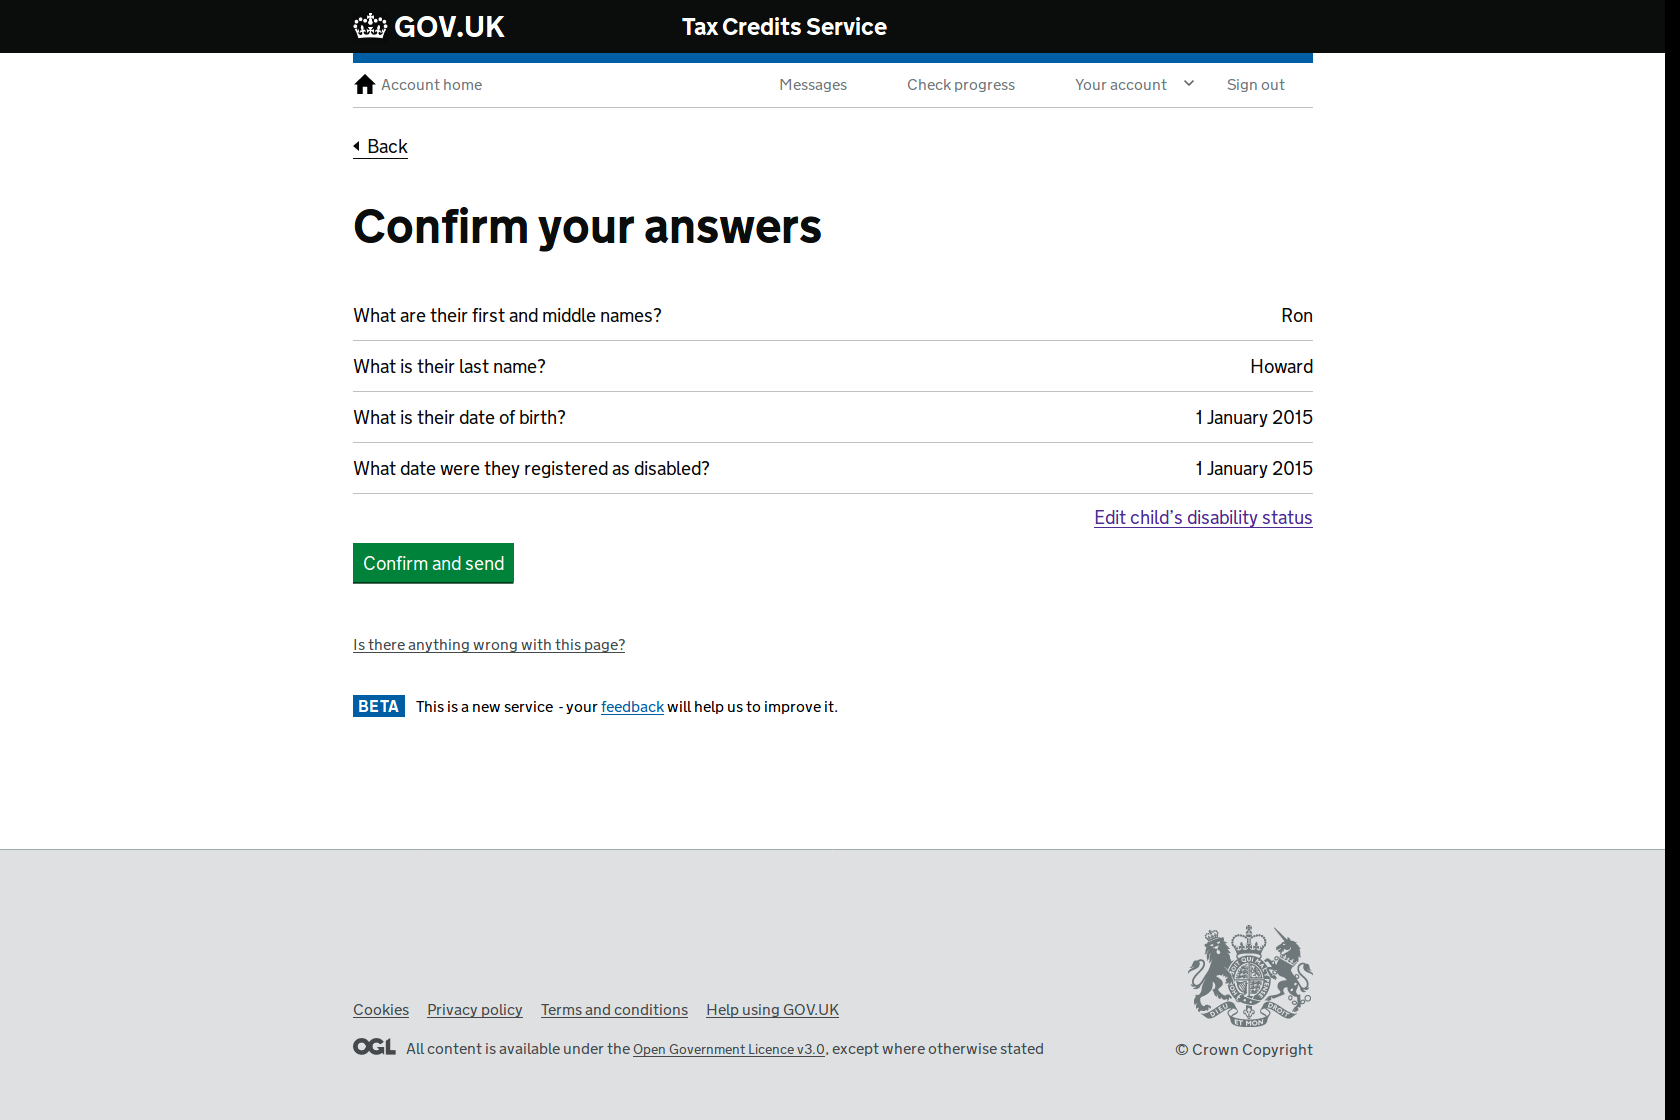 GOV.UK
Tax Credits Service
Account home
Messages
Check progress
Your account
Sign out
Back
Confirm your answers
What are their first and middle names? Ron
What is their last name? Howard
What is their date of birth? 1 January 2015
What date were they registered as disabled? 1 January 2015
Edit child's disability status
Confirm and send
Is there anything wrong with this page?
BETA This is a new service - your feedback will help us to improve it.
Cookies Privacy policy Terms and conditions Help using GOV.UK
OGL All content is available under the Open Government Licence v3.0, except where otherwise stated
DIEU ET MON DROIT
© Crown Copyright